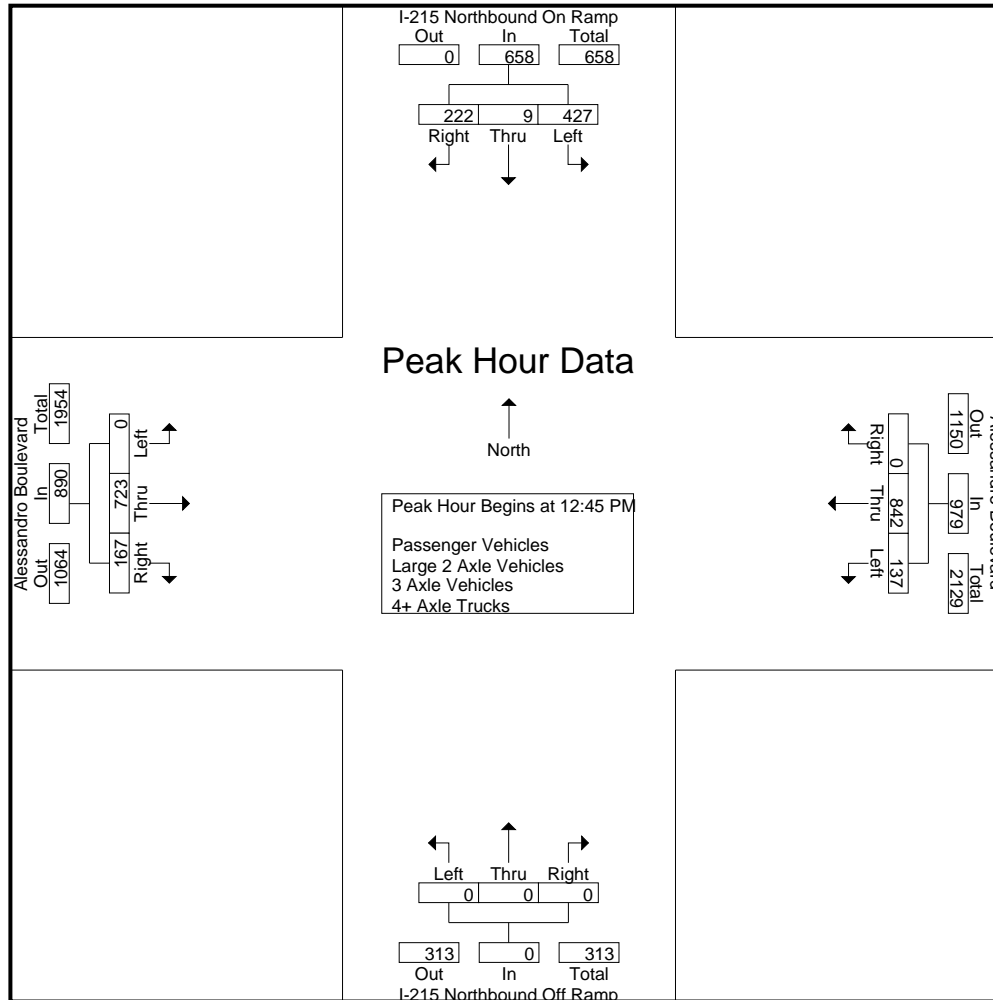 I-215 Northbound On Ramp
Out In Total
0 658 658
222 9 427
Right Thru Left
Peak Hour Data
North
Peak Hour Begins at 12:45 PM
Passenger Vehicles
Large 2 Axle Vehicles
3 Axle Vehicles
4+ Axle Trucks
Alessandro Boulevard
Out In Total
1064 890 1954
167 723 0
Right Thru Left
Out In Total
1150 979 2129
0 842 137
Right Thru Left
Left Thru Right
0 0 0
313 0 313
Out In Total
I-215 Northbound Off Ramp